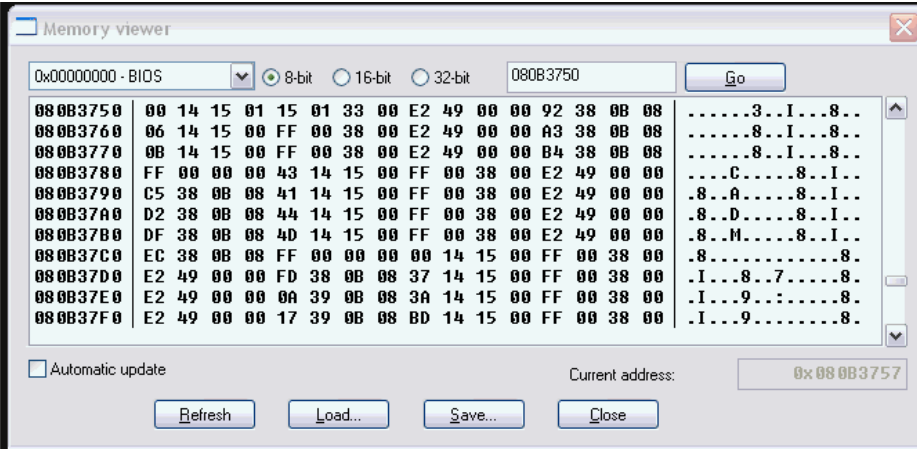 Memory viewer
0x00000000 - BIOS 8-bit 16-bit 32-bit 080B3750 Go
080B3750 00 14 15 01 15 01 33 00 E2 49 00 00 92 38 0B 08 ......3..I...8..
080B3760 06 14 15 00 FF 00 38 00 E2 49 00 00 A3 38 0B 08 ......8..I...8..
080B3770 0B 14 15 00 FF 00 38 00 E2 49 00 00 B4 38 0B 08 ......8..I...8..
080B3780 FF 00 00 00 43 14 15 00 FF 00 38 00 E2 49 00 00 ....C.....8..I..
080B3790 C5 38 0B 08 41 14 15 00 FF 00 38 00 E2 49 00 00 .8..A.....8..I..
080B37A0 D2 38 0B 08 44 14 15 00 FF 00 38 00 E2 49 00 00 .8..D.....8..I..
080B37B0 DF 38 0B 08 4D 14 15 00 FF 00 38 00 E2 49 00 00 .8..M.....8..I..
080B37C0 EC 38 0B 08 FF 00 00 00 00 14 15 00 FF 00 38 00 .8............8.
080B37D0 E2 49 00 00 FD 38 0B 08 37 14 15 00 FF 00 38 00 .I...8..7.....8.
080B37E0 E2 49 00 00 0A 39 0B 08 3A 14 15 00 FF 00 38 00 .I...9..:.....8.
080B37F0 E2 49 00 00 17 39 0B 08 BD 14 15 00 FF 00 38 00 .I...9........8.
Automatic update Current address: 0x080B3757
Refresh Load... Save... Close